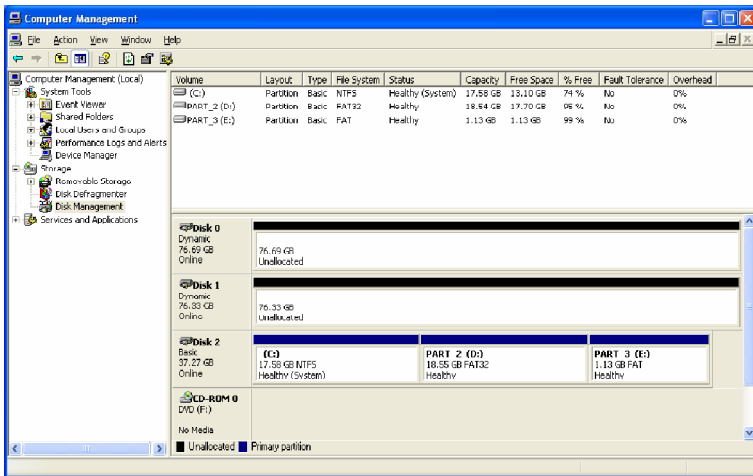 Computer Management
File Action View Window Help
Computer Management (Local)
System Tools
Event Viewer
Shared Folders
Local Users and Groups
Performance Logs and Alerts
Device Manager
Storage
Removable Storage
Disk Defragmenter
Disk Management
Services and Applications
Volume Layout Type File System Status Capacity Free Space % Free Fault Tolerance Overhead
(C:) Partition Basic NTFS Healthy (System) 17.58 GB 13.10 GB 74 % No 0%
PART_2 (D:) Partition Basic FAT32 Healthy 18.54 GB 17.70 GB 95 % No 0%
PART_3 (E:) Partition Basic FAT Healthy 1.13 GB 1.13 GB 99 % No 0%
Disk 0
Dynamic
76.69 GB
Online
76.69 GB
Unallocated
Disk 1
Dynamic
76.33 GB
Online
76.33 GB
Unallocated
Disk 2
Basic
37.27 GB
Online
(C:)
17.58 GB NTFS
Healthy (System)
PART 2 (D:)
18.55 GB FAT32
Healthy
PART 3 (E:)
1.13 GB FAT
Healthy
CD-ROM 0
DVD (F:)
No Media
Unallocated Primary partition